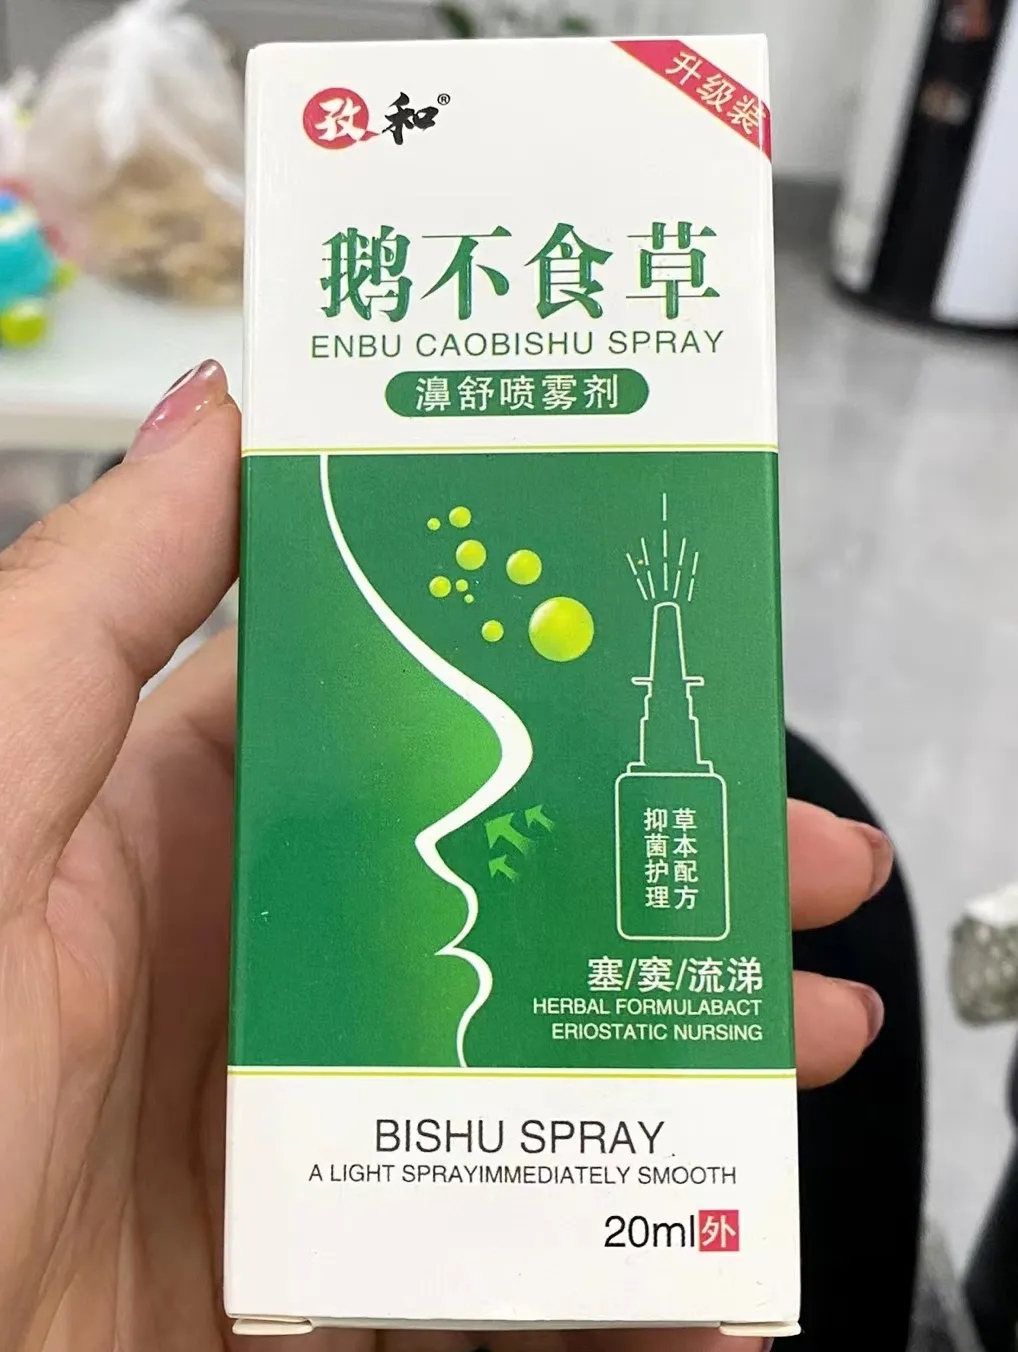 孜和®
升级装
鹅不食草
ENBU CAOBISHU SPRAY
濞舒喷雾剂
草本配方
抑菌护理
塞/窦/流涕
HERBAL FORMULABACT
ERIOSTATIC NURSING
BISHU SPRAY
A LIGHT SPRAYIMMEDIATELY SMOOTH
20ml外